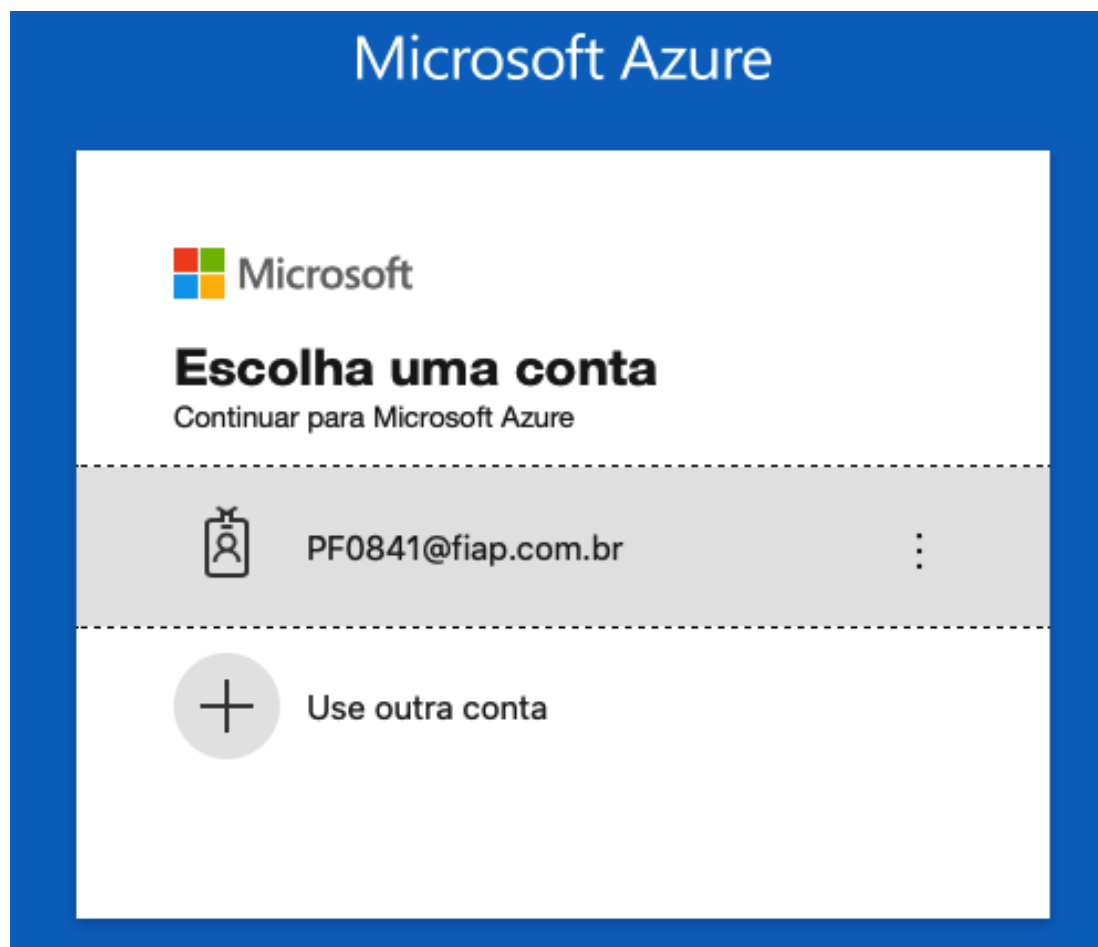 Microsoft Azure
Microsoft
Escolha uma conta
Continuar para Microsoft Azure
PF0841@fiap.com.br
Use outra conta